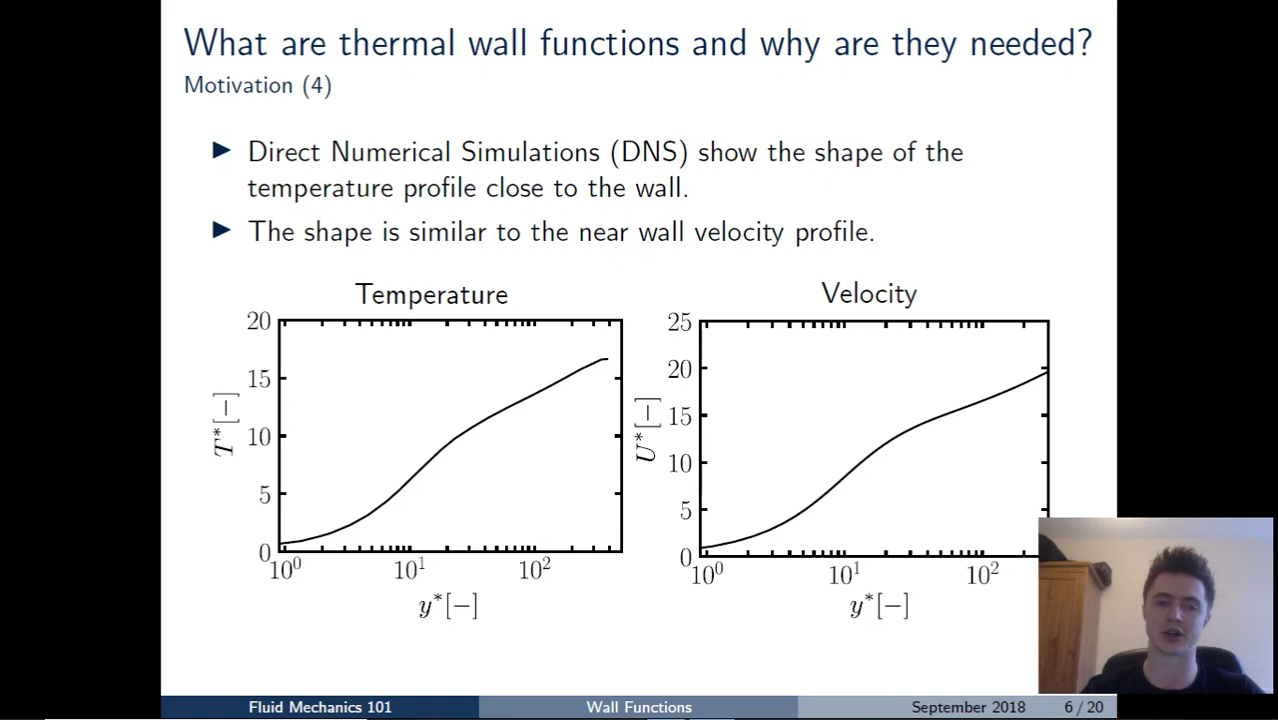 What are thermal wall functions and why are they needed?
Motivation (4)
▶ Direct Numerical Simulations (DNS) show the shape of the
temperature profile close to the wall.
▶ The shape is similar to the near wall velocity profile.
Temperature
20
15
10
5
0
T*[−]
10⁰ 10¹ 10²
y*[−]
Velocity
25
20
15
10
5
0
U*[−]
10⁰ 10¹ 10²
y*[−]
Fluid Mechanics 101 Wall Functions September 2018 6 / 20